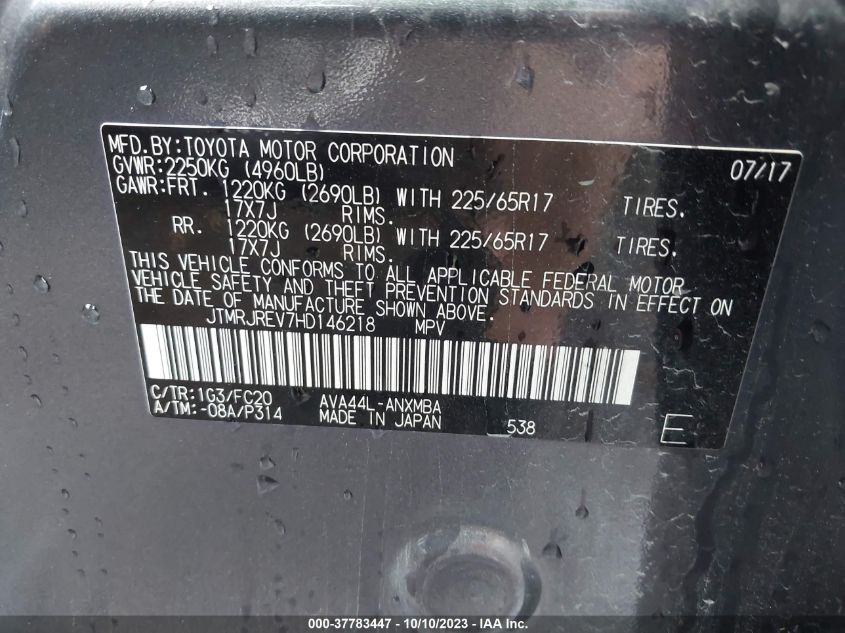 MFD.BY:TOYOTA MOTOR CORPORATION 07/17
GVWR:2250KG (4960LB)
GAWR:FRT. 1220KG (2690LB) WITH 225/65R17 TIRES.
17X7J RIMS.
RR. 1220KG (2690LB) WITH 225/65R17 TIRES.
17X7J RIMS.
THIS VEHICLE CONFORMS TO ALL APPLICABLE FEDERAL MOTOR
VEHICLE SAFETY AND THEFT PREVENTION STANDARDS IN EFFECT ON
THE DATE OF MANUFACTURE SHOWN ABOVE.
JTMRJREV7HD146218 MPV
C/TR:1G3/FC20 AVA44L-ANXMBA
A/TM:-08A/P314 MADE IN JAPAN 538 E
000-37783447 - 10/10/2023 - IAA Inc.